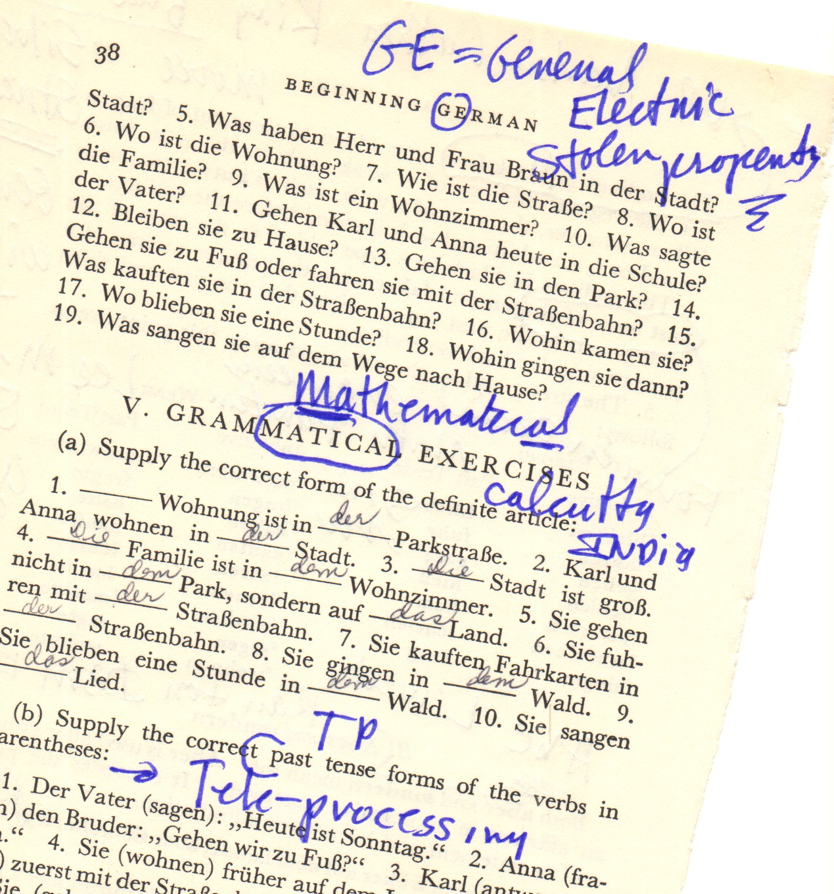 38
GE = General
BEGINNING GERMAN
Electric
Stolen property
Stadt? 5. Was haben Herr und Frau Braun in der Stadt?
6. Wo ist die Wohnung? 7. Wie ist die Straße? 8. Wo ist
die Familie? 9. Was ist ein Wohnzimmer? 10. Was sagte
der Vater? 11. Gehen Karl und Anna heute in die Schule?
12. Bleiben sie zu Hause? 13. Gehen sie in den Park? 14.
Gehen sie zu Fuß oder fahren sie mit der Straßenbahn? 15.
Was kauften sie in der Straßenbahn? 16. Wohin kamen sie?
17. Wo blieben sie eine Stunde? 18. Wohin gingen sie dann?
19. Was sangen sie auf dem Wege nach Hause?
Mathematical
V. GRAMMATICAL EXERCISES
calcutta
INDIA
(a) Supply the correct form of the definite article:
1. Wohnung ist in der Parkstraße. 2. Karl und
Anna wohnen in der Stadt. 3. Die Stadt ist groß.
4. Die Familie ist in dem Wohnzimmer. 5. Sie gehen
nicht in dem Park, sondern auf das Land. 6. Sie fuh-
ren mit der Straßenbahn. 7. Sie kauften Fahrkarten in
der Straßenbahn. 8. Sie gingen in dem Wald. 9.
Sie blieben eine Stunde in dem Wald. 10. Sie sangen
das Lied.
TP
(b) Supply the correct past tense forms of the verbs in
arentheses:
→ Tele-processing
1. Der Vater (sagen): „Heute ist Sonntag.“ 2. Anna (fra-
n) den Bruder: „Gehen wir zu Fuß?“ 3. Karl
.“ 4. Sie (wohnen) früher auf dem
) zuerst mit der